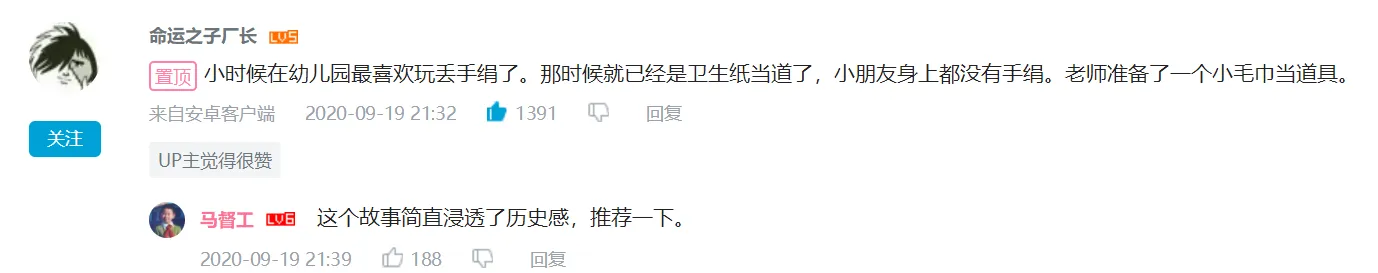 命运之子厂长 LV5
置顶 小时候在幼儿园最喜欢玩丢手绢了。那时候就已经是卫生纸当道了，小朋友身上都没有手绢。老师准备了一个小毛巾当道具。
来自安卓客户端 2020-09-19 21:32 1391 回复
关注
UP主觉得很赞
马督工 LV6 这个故事简直浸透了历史感，推荐一下。
2020-09-19 21:39 188 回复